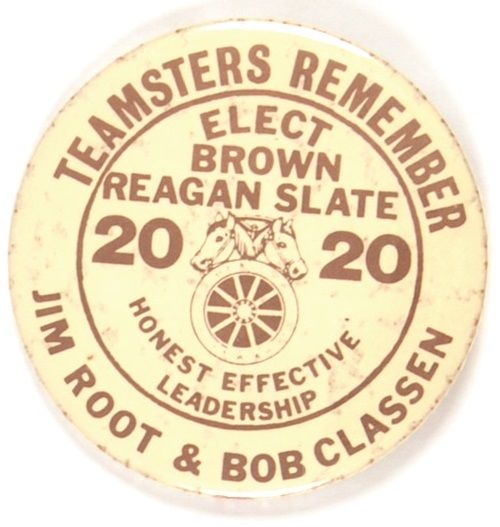 TEAMSTERS REMEMBER
ELECT
BROWN
REAGAN SLATE
20 20
HONEST EFFECTIVE
LEADERSHIP
JIM ROOT & BOB CLASSEN